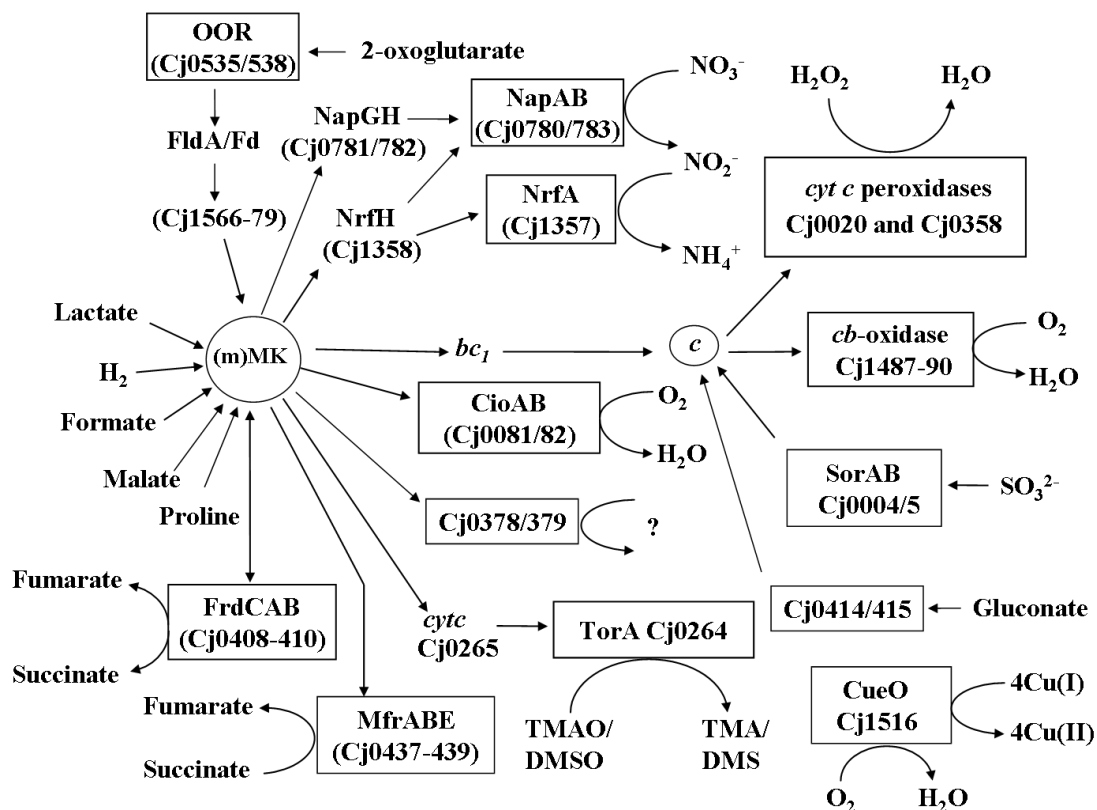 OOR
(Cj0535/538)
2-oxoglutarate
FldA/Fd
(Cj1566-79)
NapGH
(Cj0781/782)
NapAB
(Cj0780/783)
NO₃⁻
NO₂⁻
NrfH
(Cj1358)
NrfA
(Cj1357)
NH₄⁺
H₂O₂
H₂O
cyt c peroxidases
Cj0020 and Cj0358
Lactate
H₂
Formate
Malate
Proline
(m)MK
bc₁
c
cb-oxidase
Cj1487-90
O₂
H₂O
CioAB
(Cj0081/82)
O₂
H₂O
SorAB
Cj0004/5
SO₃²⁻
Cj0378/379
?
Fumarate
Succinate
FrdCAB
(Cj0408-410)
cytc
Cj0265
TorA Cj0264
TMAO/
DMSO
TMA/
DMS
Cj0414/415
Gluconate
Fumarate
Succinate
MfrABE
(Cj0437-439)
CueO
Cj1516
4Cu(I)
4Cu(II)
O₂
H₂O